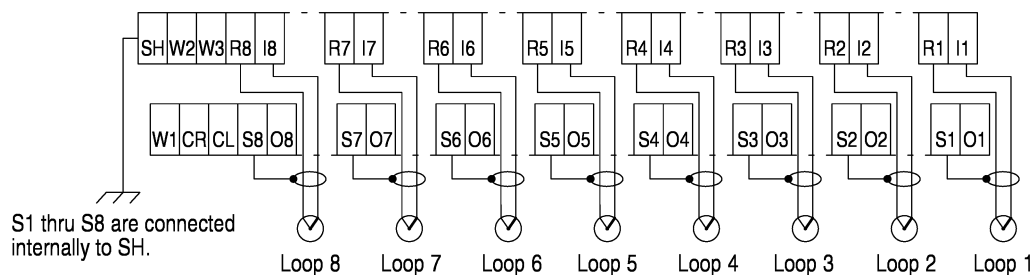 SH W2 W3 R8 I8 R7 I7 R6 I6 R5 I5 R4 I4 R3 I3 R2 I2 R1 I1
W1 CR CL S8 O8 S7 O7 S6 O6 S5 O5 S4 O4 S3 O3 S2 O2 S1 O1
S1 thru S8 are connected
internally to SH.
Loop 8 Loop 7 Loop 6 Loop 5 Loop 4 Loop 3 Loop 2 Loop 1